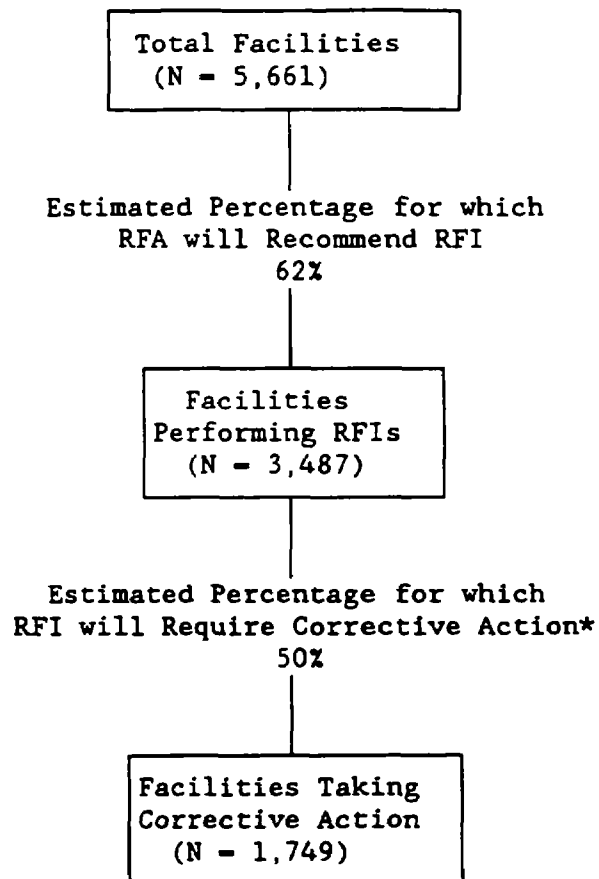 Total Facilities
(N = 5,661)
Estimated Percentage for which
RFA will Recommend RFI
62%
Facilities
Performing RFIs
(N = 3,487)
Estimated Percentage for which
RFI will Require Corrective Action*
50%
Facilities Taking
Corrective Action
(N = 1,749)